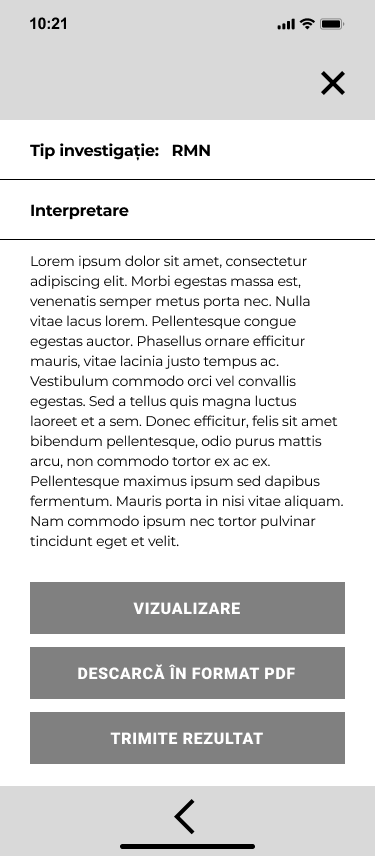 10:21
Tip investigație: RMN
Interpretare
Lorem ipsum dolor sit amet, consectetur
adipiscing elit. Morbi egestas massa est,
venenatis semper metus porta nec. Nulla
vitae lacus lorem. Pellentesque congue
egestas auctor. Phasellus ornare efficitur
mauris, vitae lacinia justo tempus ac.
Vestibulum commodo orci vel convallis
egestas. Sed a tellus quis magna luctus
laoreet et a sem. Donec efficitur, felis sit amet
bibendum pellentesque, odio purus mattis
arcu, non commodo tortor ex ac ex.
Pellentesque maximus ipsum sed dapibus
fermentum. Mauris porta in nisi vitae aliquam.
Nam commodo ipsum nec tortor pulvinar
tincidunt eget et velit.
VIZUALIZARE
DESCARCĂ ÎN FORMAT PDF
TRIMITE REZULTAT